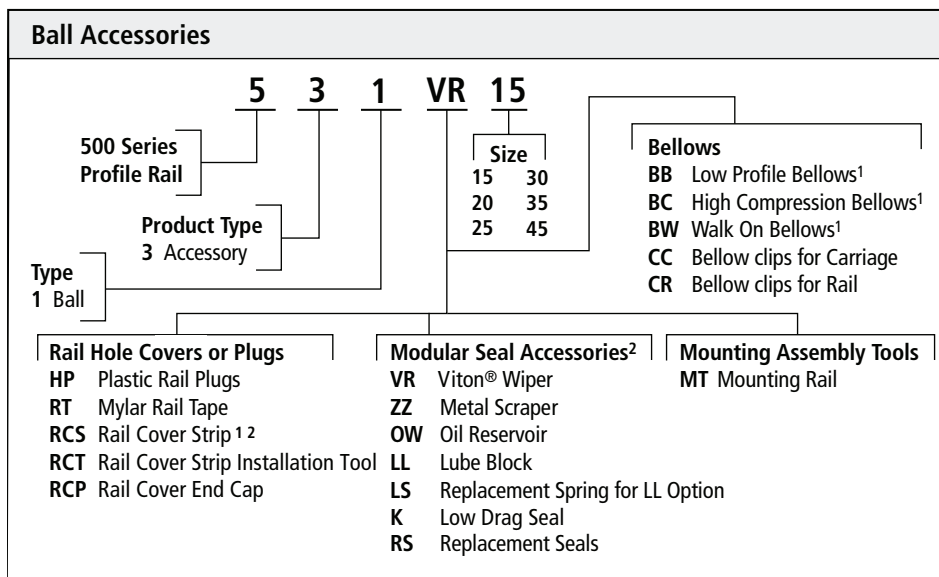 Ball Accessories
5 3 1 VR 15
500 Series
Profile Rail
Product Type
3 Accessory
Type
1 Ball
Size
15 30
20 35
25 45
Bellows
BB Low Profile Bellows¹
BC High Compression Bellows¹
BW Walk On Bellows¹
CC Bellow clips for Carriage
CR Bellow clips for Rail
Rail Hole Covers or Plugs
HP Plastic Rail Plugs
RT Mylar Rail Tape
RCS Rail Cover Strip ¹ ²
RCT Rail Cover Strip Installation Tool
RCP Rail Cover End Cap
Modular Seal Accessories²
VR Viton® Wiper
ZZ Metal Scraper
OW Oil Reservoir
LL Lube Block
LS Replacement Spring for LL Option
K Low Drag Seal
RS Replacement Seals
Mounting Assembly Tools
MT Mounting Rail